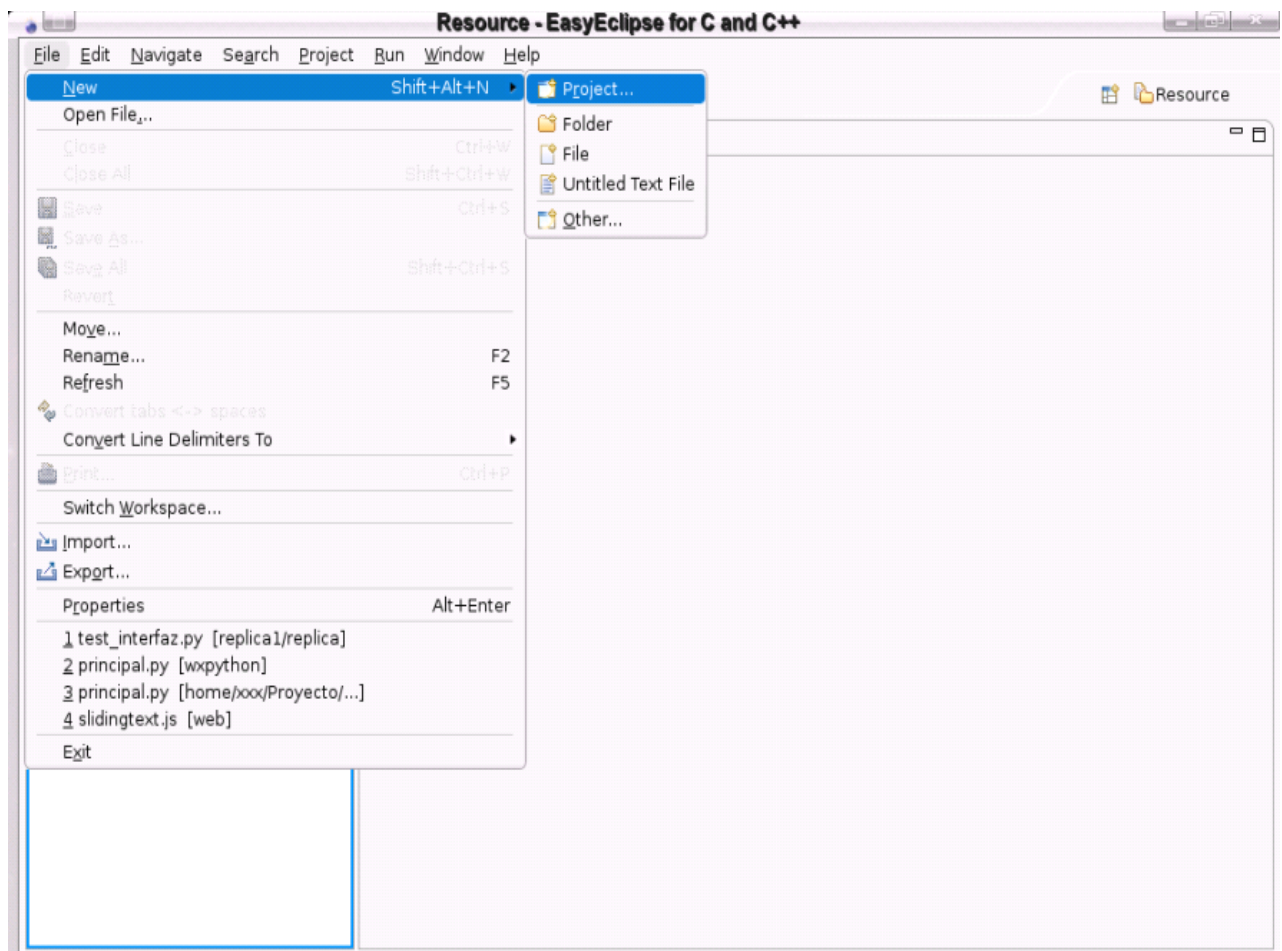 Resource - EasyEclipse for C and C++
File Edit Navigate Search Project Run Window Help
New Shift+Alt+N
Open File...
Close Ctrl+W
Close All Shift+Ctrl+W
Save Ctrl+S
Save As...
Save All Shift+Ctrl+S
Revert
Move...
Rename... F2
Refresh F5
Convert tabs <-> spaces
Convert Line Delimiters To
Print... Ctrl+P
Switch Workspace...
Import...
Export...
Properties Alt+Enter
1 test_interfaz.py [replica1/replica]
2 principal.py [wxpython]
3 principal.py [home/xxx/Proyecto/...]
4 slidingtext.js [web]
Exit
Project...
Folder
File
Untitled Text File
Other...
Resource